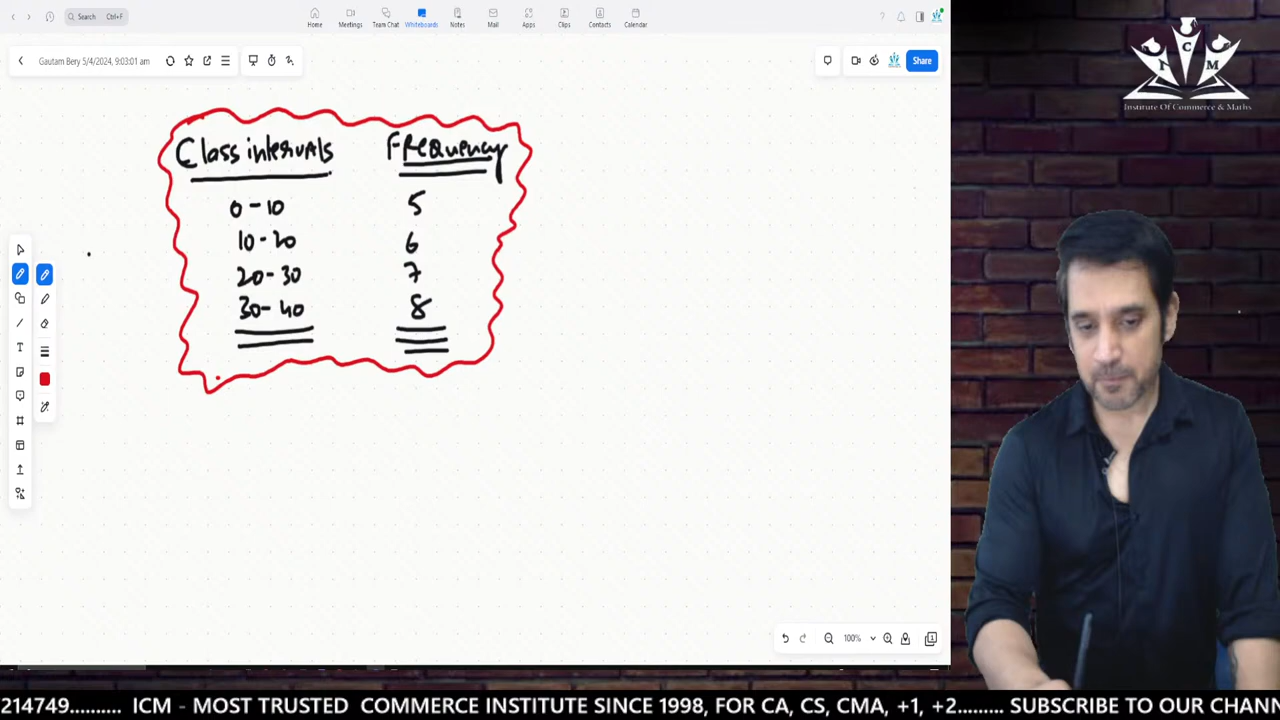 Search Ctrl+F
Home Meetings Team Chat Whiteboards Notes Mail Apps Clips Contacts Calendar
Gautam Bery 5/4/2024, 9:03:01 am
Share
I C M
Institute Of Commerce & Maths
Class intervals Frequency
0-10 5
10-20 6
20-30 7
30-40 8
100%
214749.......... ICM - MOST TRUSTED COMMERCE INSTITUTE SINCE 1998, FOR CA, CS, CMA, +1, +2......... SUBSCRIBE TO OUR CHAN